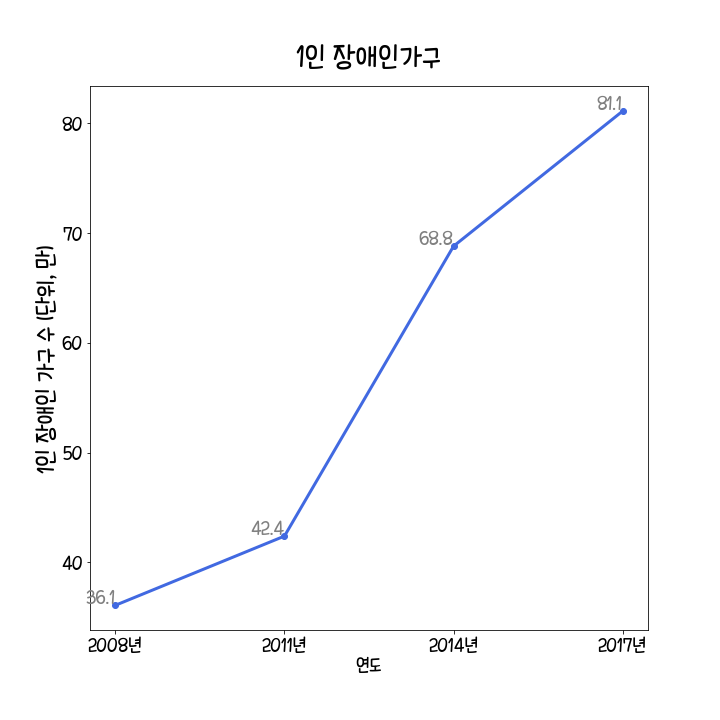 1인 장애인가구
1인 장애인 가구 수 (단위, 만)
80
70
60
50
40
36.1
42.4
68.8
81.1
2008년
2011년
2014년
2017년
연도